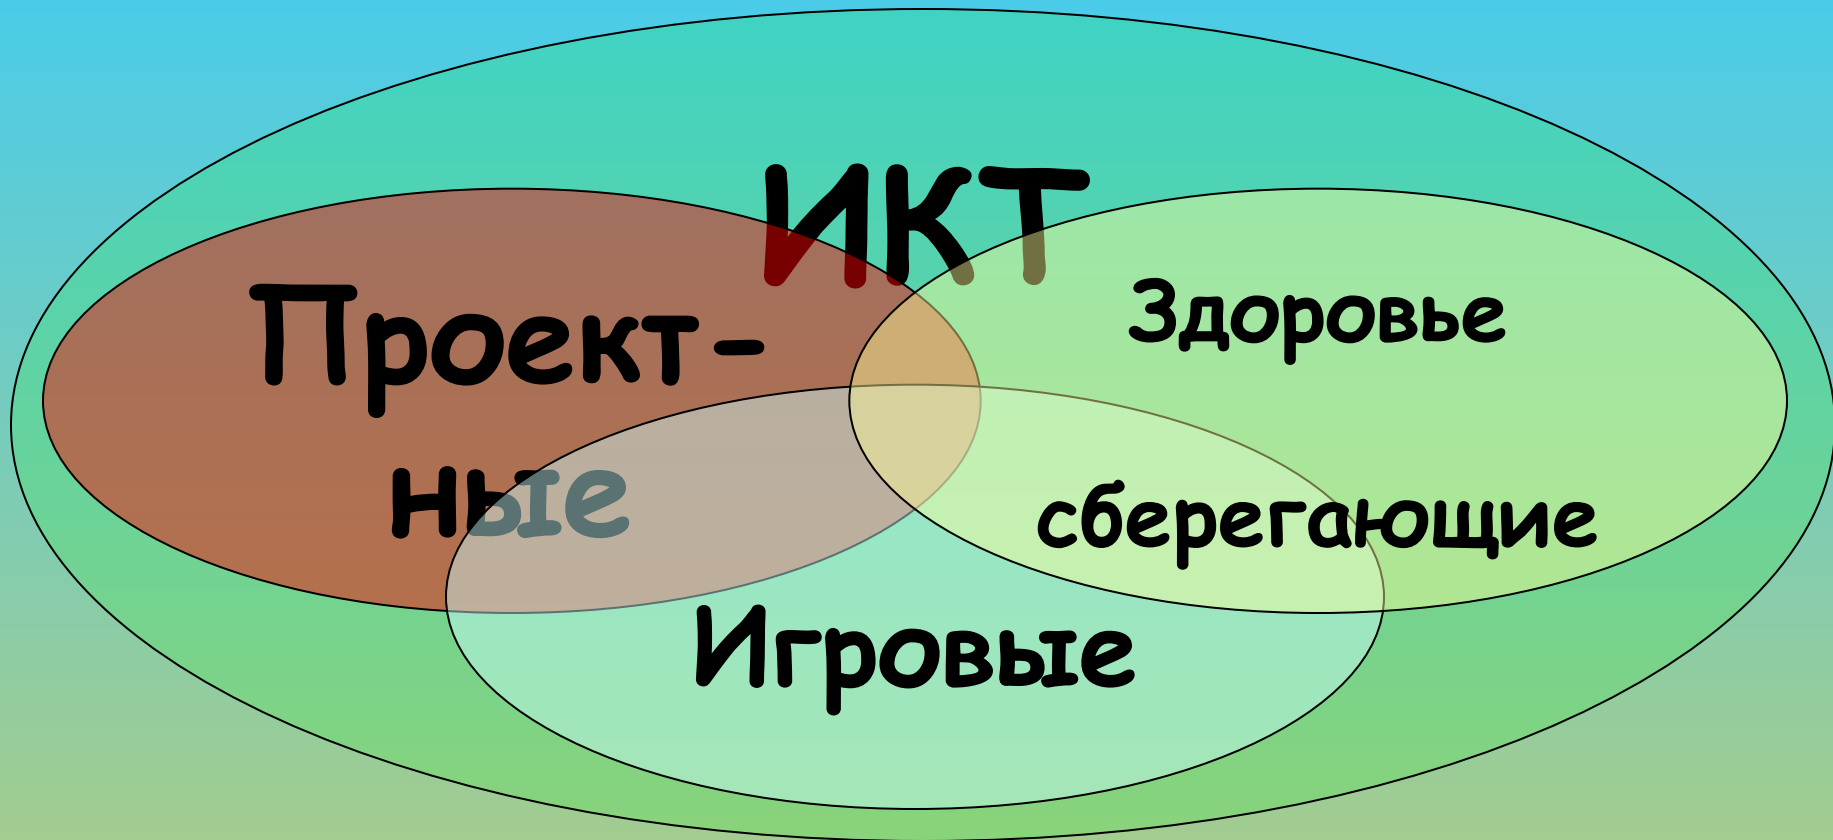 ИКТ
Проект-
ные
Здоровье
сберегающие
Игровые